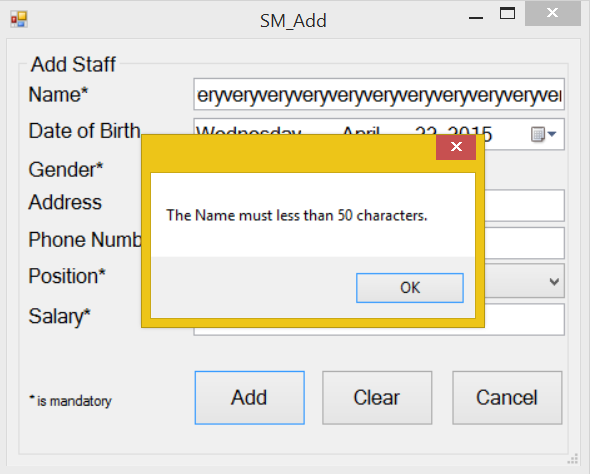 SM_Add
Add Staff
Name*
eryveryveryveryveryveryveryveryveryveryver
Date of Birth
Wednesday, April 22, 2015
Gender*
The Name must less than 50 characters.
Address
Phone Numb
Position*
OK
Salary*
* is mandatory
Add
Clear
Cancel